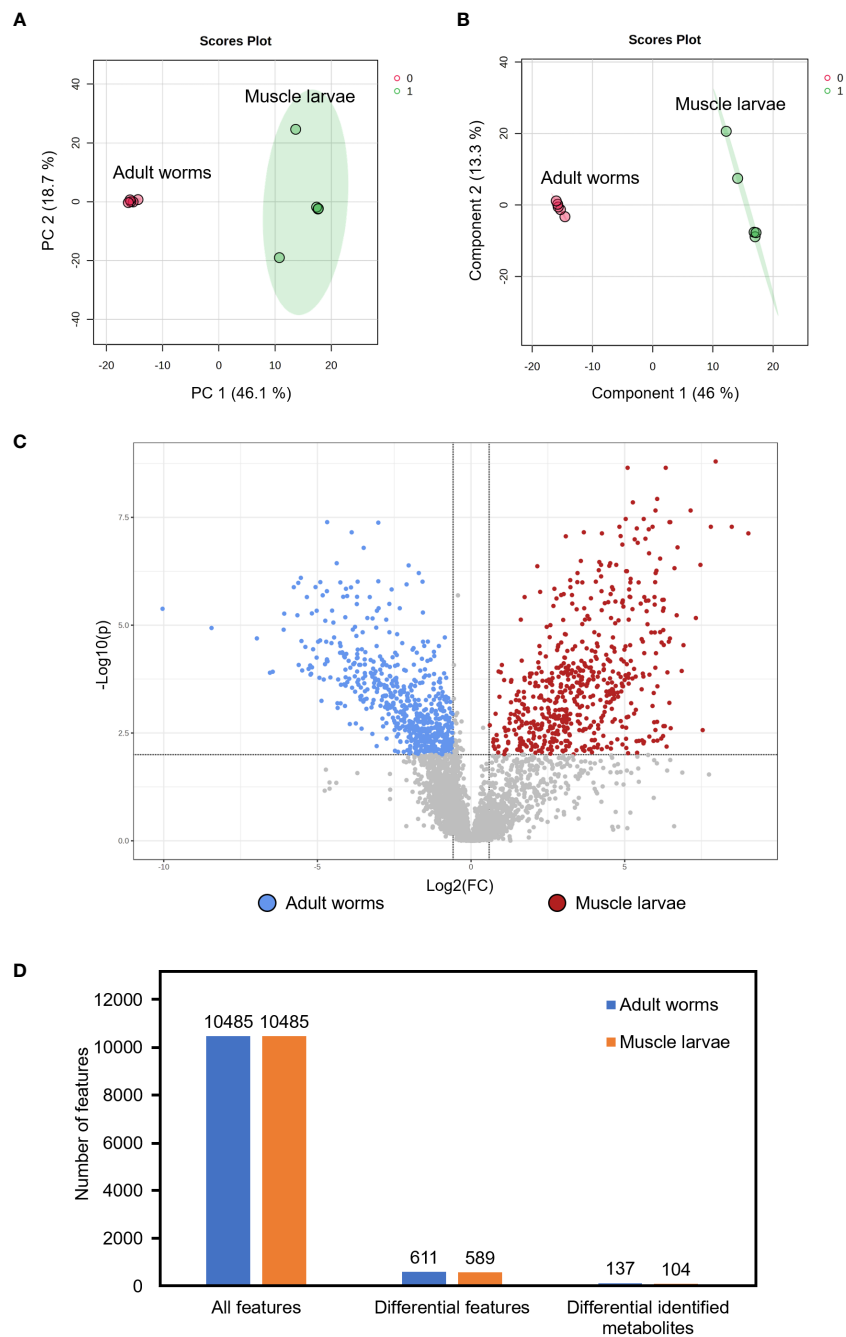 A
Scores Plot
0
1
Muscle larvae
Adult worms
PC 2 (18.7 %)
40
20
0
-20
-40
-20
-10
0
10
20
PC 1 (46.1 %)
B
Scores Plot
0
1
Muscle larvae
Adult worms
Component 2 (13.3 %)
40
20
0
-20
-20
-10
0
10
20
Component 1 (46 %)
C
-Log10(p)
7.5
5.0
2.5
0.0
-10
-5
0
5
Log2(FC)
Adult worms
Muscle larvae
D
Number of features
12000
10000
8000
6000
4000
2000
0
Adult worms
Muscle larvae
10485 10485
611 589
137 104
All features
Differential features
Differential identified
metabolites